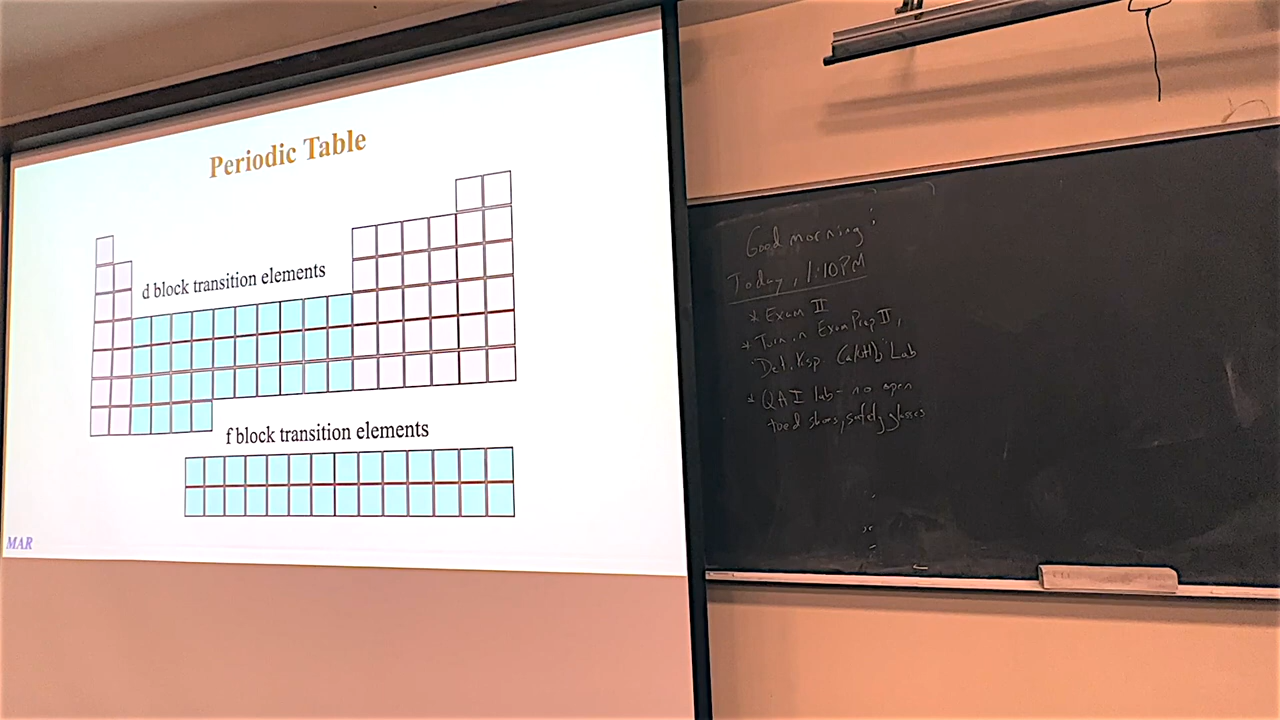 Periodic Table
d block transition elements
f block transition elements
MAR
Good morning!
Today, 1:10PM
* Exam II
* Turn in Exam Prep II,
"Det. Ksp Ca(OH)2" Lab
* QA I lab - no open
toed shoes, safety glasses